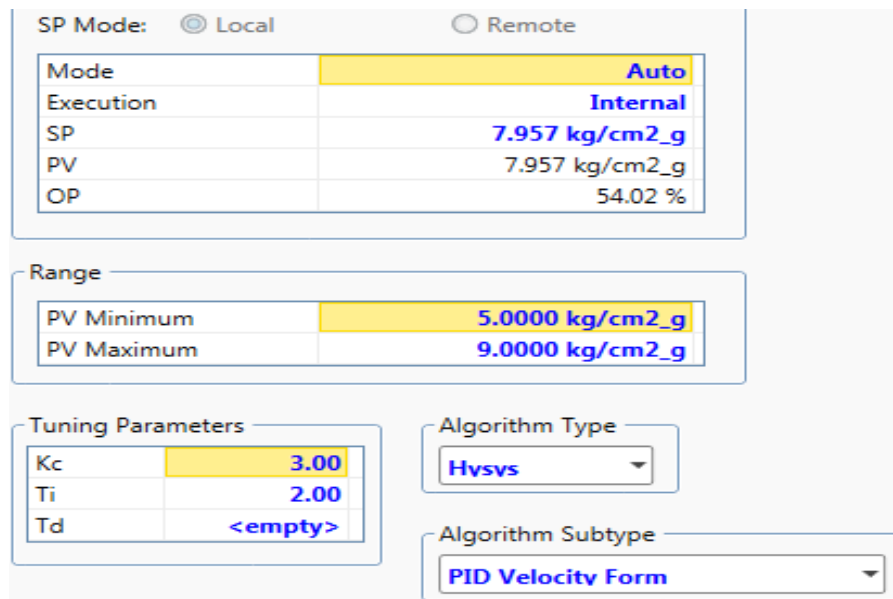 SP Mode: Local Remote
Mode Auto
Execution Internal
SP 7.957 kg/cm2_g
PV 7.957 kg/cm2_g
OP 54.02 %
Range
PV Minimum 5.0000 kg/cm2_g
PV Maximum 9.0000 kg/cm2_g
Tuning Parameters
Kc 3.00
Ti 2.00
Td <empty>
Algorithm Type
Hysys
Algorithm Subtype
PID Velocity Form